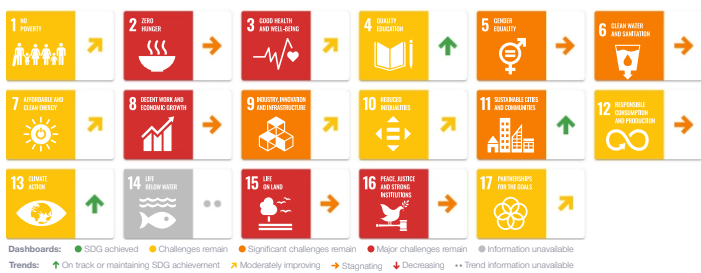 1 NO
POVERTY
2 ZERO
HUNGER
3 GOOD HEALTH
AND WELL-BEING
4 QUALITY
EDUCATION
5 GENDER
EQUALITY
6 CLEAN WATER
AND SANITATION
7 AFFORDABLE AND
CLEAN ENERGY
8 DECENT WORK AND
ECONOMIC GROWTH
9 INDUSTRY, INNOVATION
AND INFRASTRUCTURE
10 REDUCED
INEQUALITIES
11 SUSTAINABLE CITIES
AND COMMUNITIES
12 RESPONSIBLE
CONSUMPTION
AND PRODUCTION
13 CLIMATE
ACTION
14 LIFE
BELOW WATER
15 LIFE
ON LAND
16 PEACE, JUSTICE
AND STRONG
INSTITUTIONS
17 PARTNERSHIPS
FOR THE GOALS
Dashboards: SDG achieved Challenges remain Significant challenges remain Major challenges remain Information unavailable
Trends: On track or maintaining SDG achievement Moderately improving Stagnating Decreasing Trend information unavailable